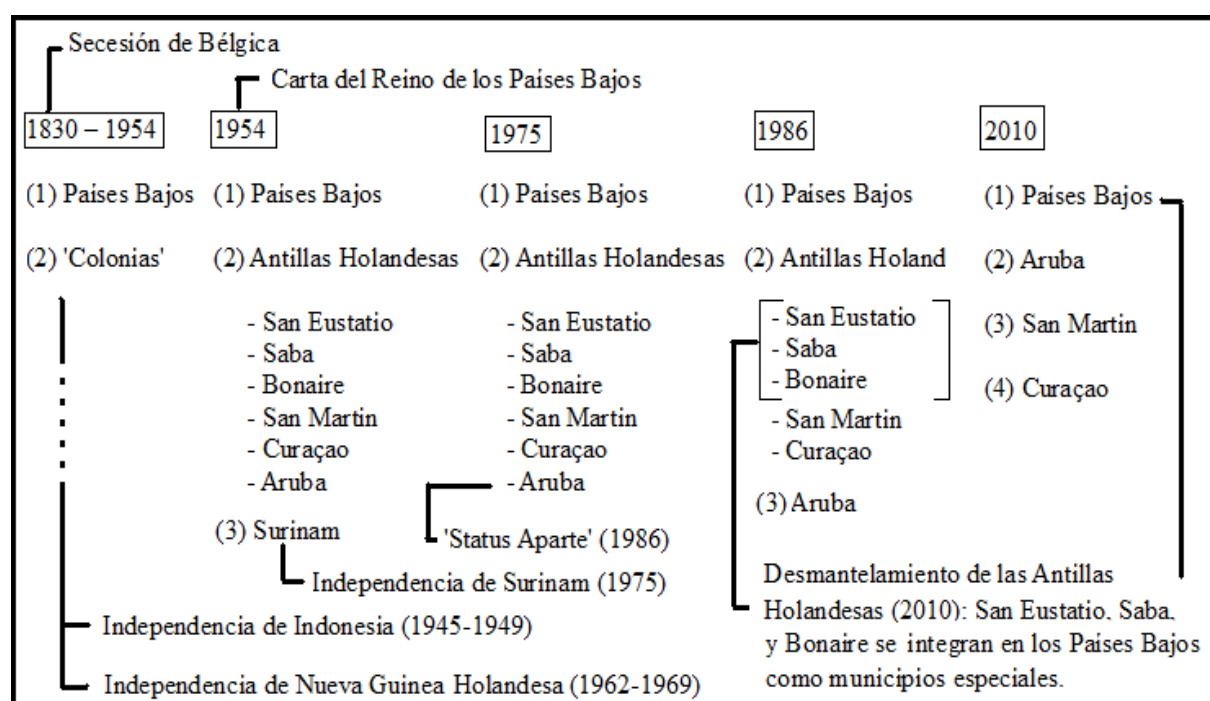 Secesión de Bélgica
Carta del Reino de los Países Bajos
1830 – 1954
1954
1975
1986
2010
(1) Países Bajos
(1) Países Bajos
(1) Países Bajos
(1) Países Bajos
(1) Países Bajos
(2) 'Colonias'
(2) Antillas Holandesas
(2) Antillas Holandesas
(2) Antillas Holand
(2) Aruba
- San Eustatio
- Saba
- Bonaire
- San Martin
- Curaçao
- Aruba
- San Eustatio
- Saba
- Bonaire
- San Martin
- Curaçao
- Aruba
- San Eustatio
- Saba
- Bonaire
- San Martin
- Curaçao
(3) San Martin
(4) Curaçao
(3) Surinam
'Status Aparte' (1986)
(3) Aruba
Independencia de Surinam (1975)
Independencia de Indonesia (1945-1949)
Independencia de Nueva Guinea Holandesa (1962-1969)
Desmantelamiento de las Antillas
Holandesas (2010): San Eustatio, Saba,
y Bonaire se integran en los Países Bajos
como municipios especiales.